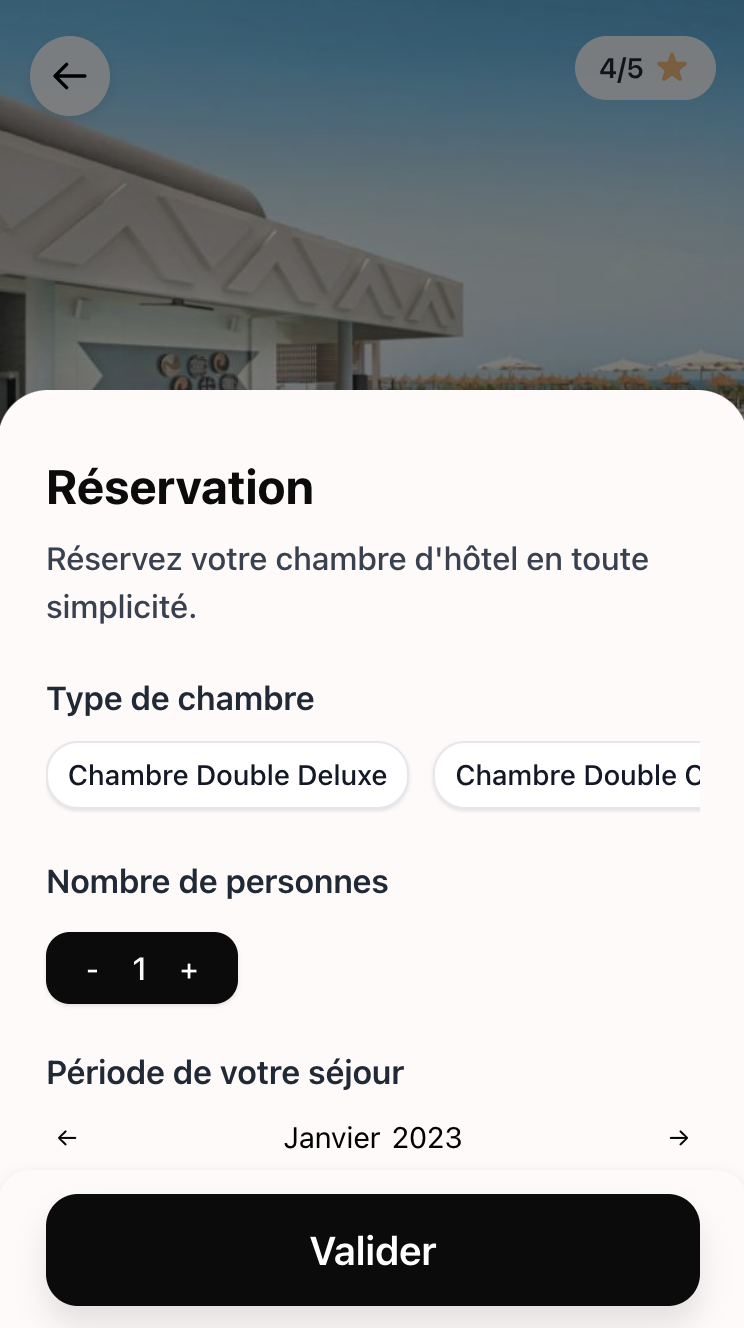 4/5
Réservation
Réservez votre chambre d'hôtel en toute
simplicité.
Type de chambre
Chambre Double Deluxe
Chambre Double
Nombre de personnes
- 1 +
Période de votre séjour
Janvier 2023
Valider